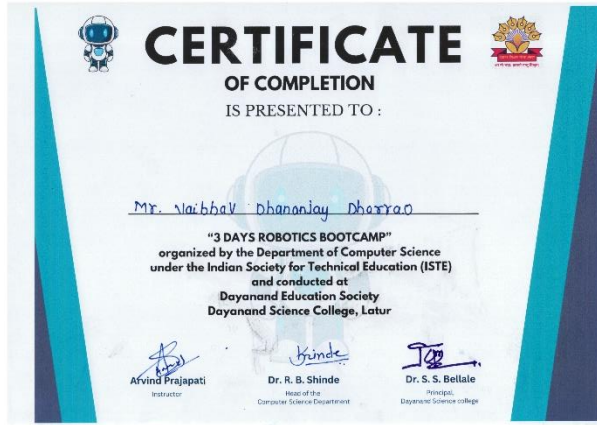 CERTIFICATE
OF COMPLETION
IS PRESENTED TO :
Mr. Vaibhav Dhananjay Dharrao
“3 DAYS ROBOTICS BOOTCAMP”
organized by the Department of Computer Science
under the Indian Society for Technical Education (ISTE)
and conducted at
Dayanand Education Society
Dayanand Science College, Latur
Arvind Prajapati
Instructor
Dr. R. B. Shinde
Head of the
Computer Science Department
Dr. S. S. Bellale
Principal,
Dayanand Science college